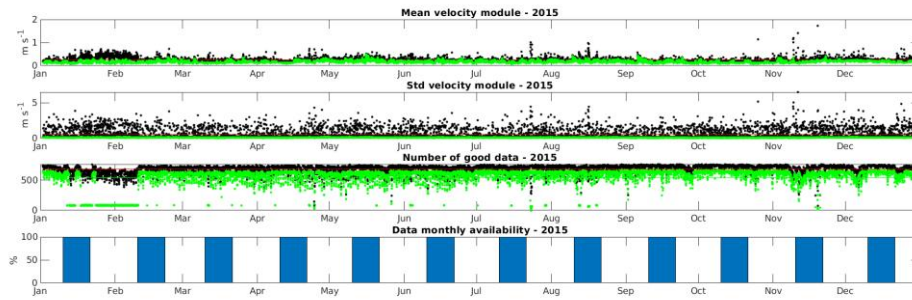 Mean velocity module - 2015
2
1
0
m s-1
Jan Feb Mar Apr May Jun Jul Aug Sep Oct Nov Dec
Std velocity module - 2015
5
0
m s-1
Jan Feb Mar Apr May Jun Jul Aug Sep Oct Nov Dec
Number of good data - 2015
500
0
Jan Feb Mar Apr May Jun Jul Aug Sep Oct Nov Dec
Data monthly availability - 2015
100
50
0
%
Jan Feb Mar Apr May Jun Jul Aug Sep Oct Nov Dec